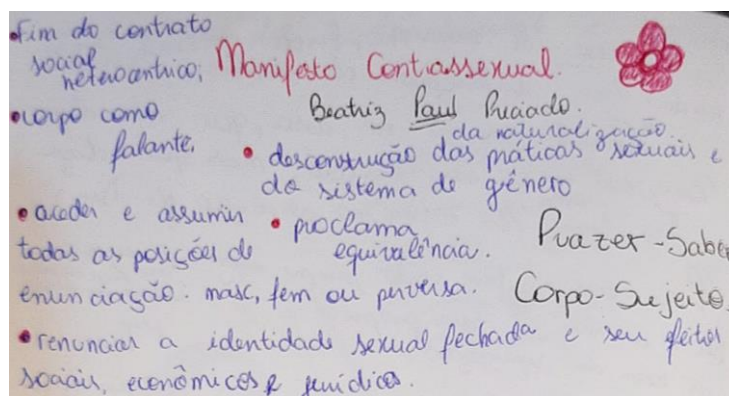 • Fim do contrato
social
heterocentrico;
Manifesto Contrassexual.
Beatriz Paul Preciado.
• corpo como
falante.
da naturalização
• desconstrução das práticas sexuais e
do sistema de gênero
• aceder e assumir
todas as posições de
enunciação: masc, fem ou perversa.
• proclama
equivalência.
Prazer-Saber
Corpo-Sujeito.
• renunciar a identidade sexual fechada e seu efeitos
sociais, econômicos e jurídicos.